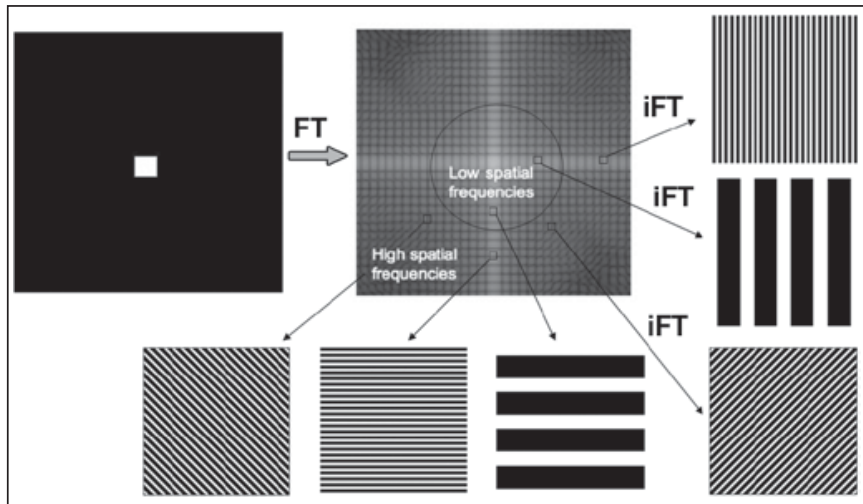 FT
iFT
Low spatial
frequencies
iFT
High spatial
frequencies
iFT